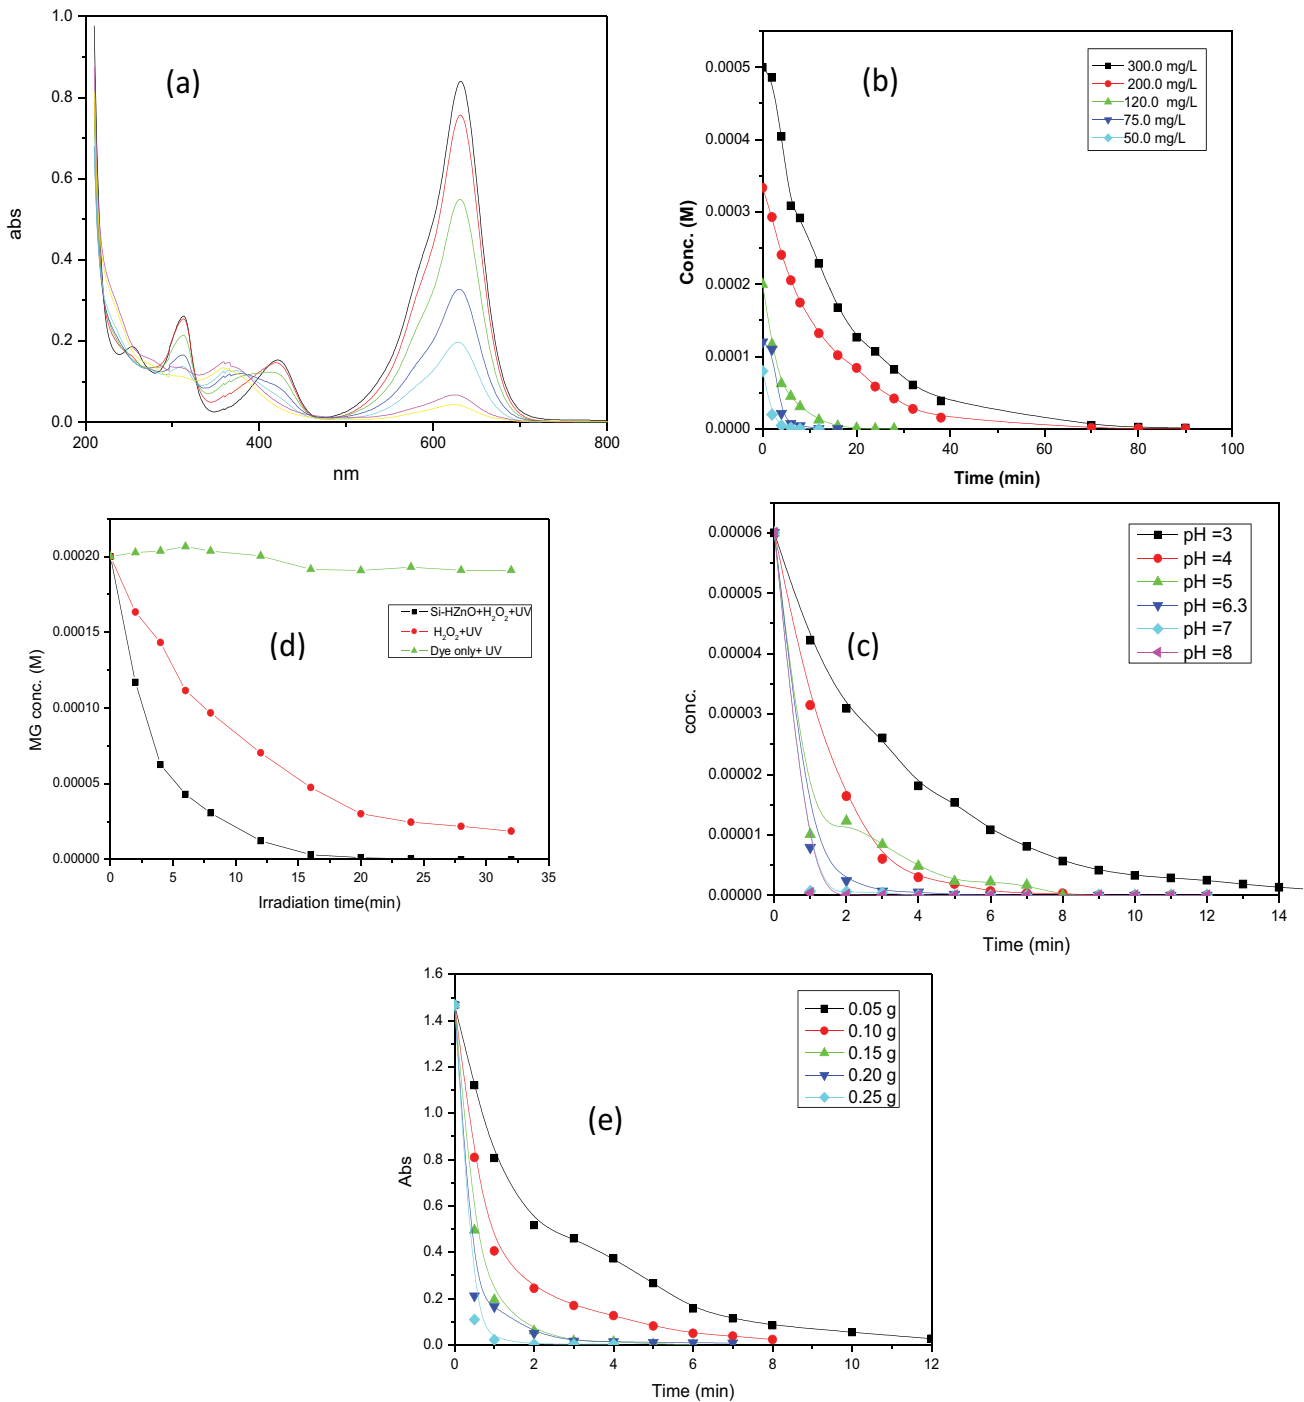 (a)
1.0
0.8
0.6
0.4
0.2
0.0
abs
200
400
600
800
nm
(b)
300.0 mg/L
200.0 mg/L
120.0 mg/L
75.0 mg/L
50.0 mg/L
0.0005
0.0004
0.0003
0.0002
0.0001
0.0000
Conc. (M)
0
20
40
60
80
100
Time (min)
(d)
Si-HZnO+H₂O₂+UV
H₂O₂+UV
Dye only+ UV
0.00020
0.00015
0.00010
0.00005
0.00000
MG conc. (M)
0
5
10
15
20
25
30
35
Irradiation time(min)
(c)
pH =3
pH =4
pH =5
pH =6.3
pH =7
pH =8
0.00006
0.00005
0.00004
0.00003
0.00002
0.00001
0.00000
conc.
0
2
4
6
8
10
12
14
Time (min)
(e)
0.05 g
0.10 g
0.15 g
0.20 g
0.25 g
1.6
1.4
1.2
1.0
0.8
0.6
0.4
0.2
0.0
Abs
0
2
4
6
8
10
12
Time (min)